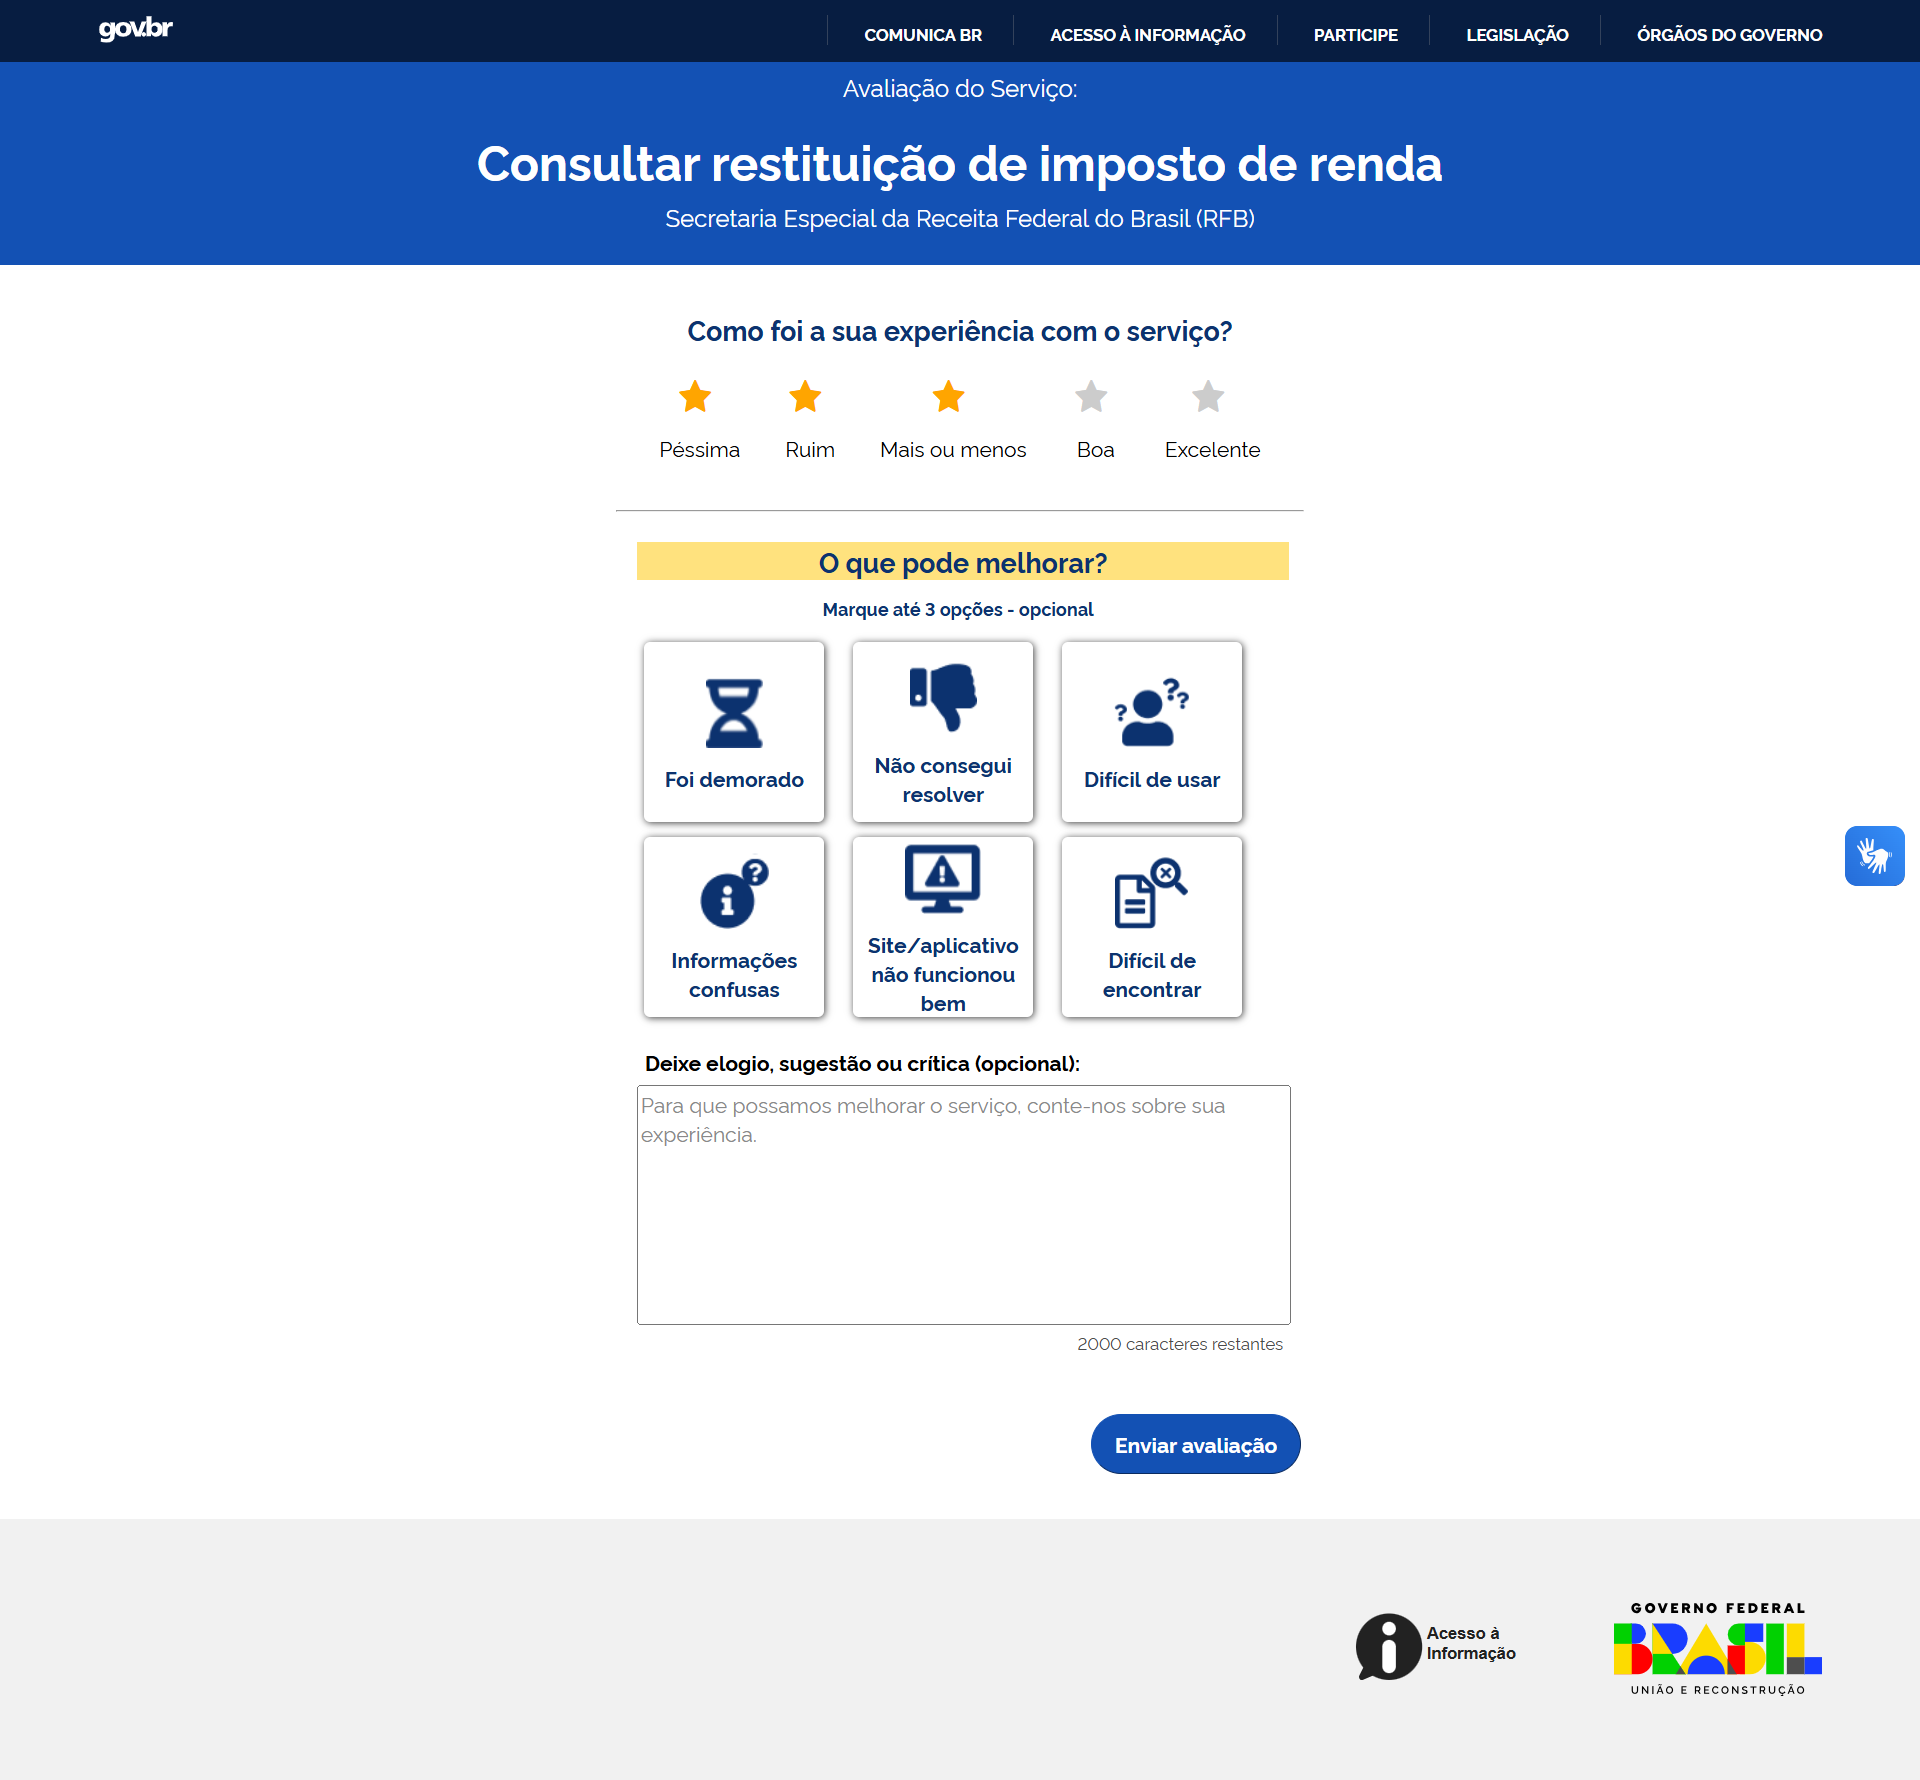 gov.br
COMUNICA BR
ACESSO À INFORMAÇÃO
PARTICIPE
LEGISLAÇÃO
ÓRGÃOS DO GOVERNO
Avaliação do Serviço:
Consultar restituição de imposto de renda
Secretaria Especial da Receita Federal do Brasil (RFB)
Como foi a sua experiência com o serviço?
Péssima
Ruim
Mais ou menos
Boa
Excelente
O que pode melhorar?
Marque até 3 opções - opcional
Foi demorado
Não consegui
resolver
Difícil de usar
Informações
confusas
Site/aplicativo
não funcionou
bem
Difícil de
encontrar
Deixe elogio, sugestão ou crítica (opcional):
Para que possamos melhorar o serviço, conte-nos sobre sua
experiência.
2000 caracteres restantes
Enviar avaliação
Acesso à
Informação
GOVERNO FEDERAL
BRASIL
UNIÃO E RECONSTRUÇÃO